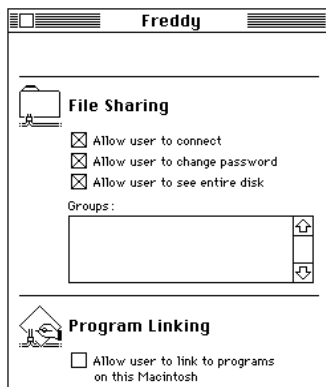 Freddy
File Sharing
Allow user to connect
Allow user to change password
Allow user to see entire disk
Groups:
Program Linking
Allow user to link to programs
on this Macintosh